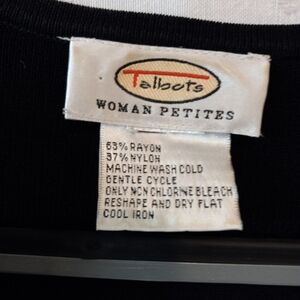 Talbots
WOMAN PETITES
63% RAYON
37% NYLON
MACHINE WASH COLD
GENTLE CYCLE
ONLY NON CHLORINE BLEACH
RESHAPE AND DRY FLAT
COOL IRON